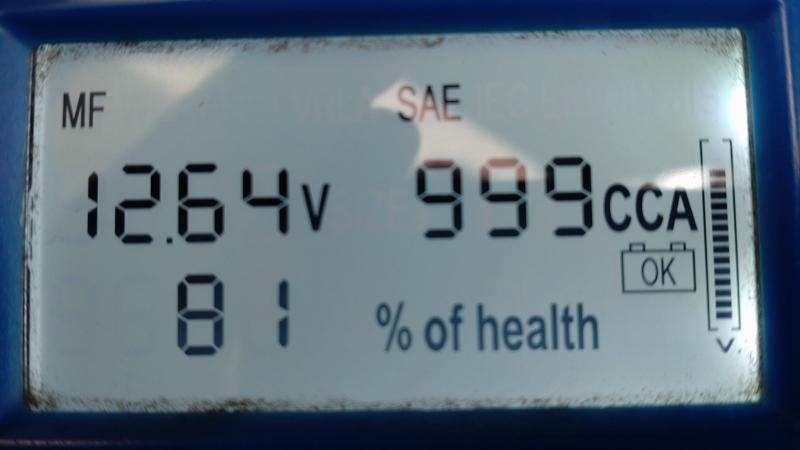 MF SAE
12.64V 999CCA
OK
81 % of health